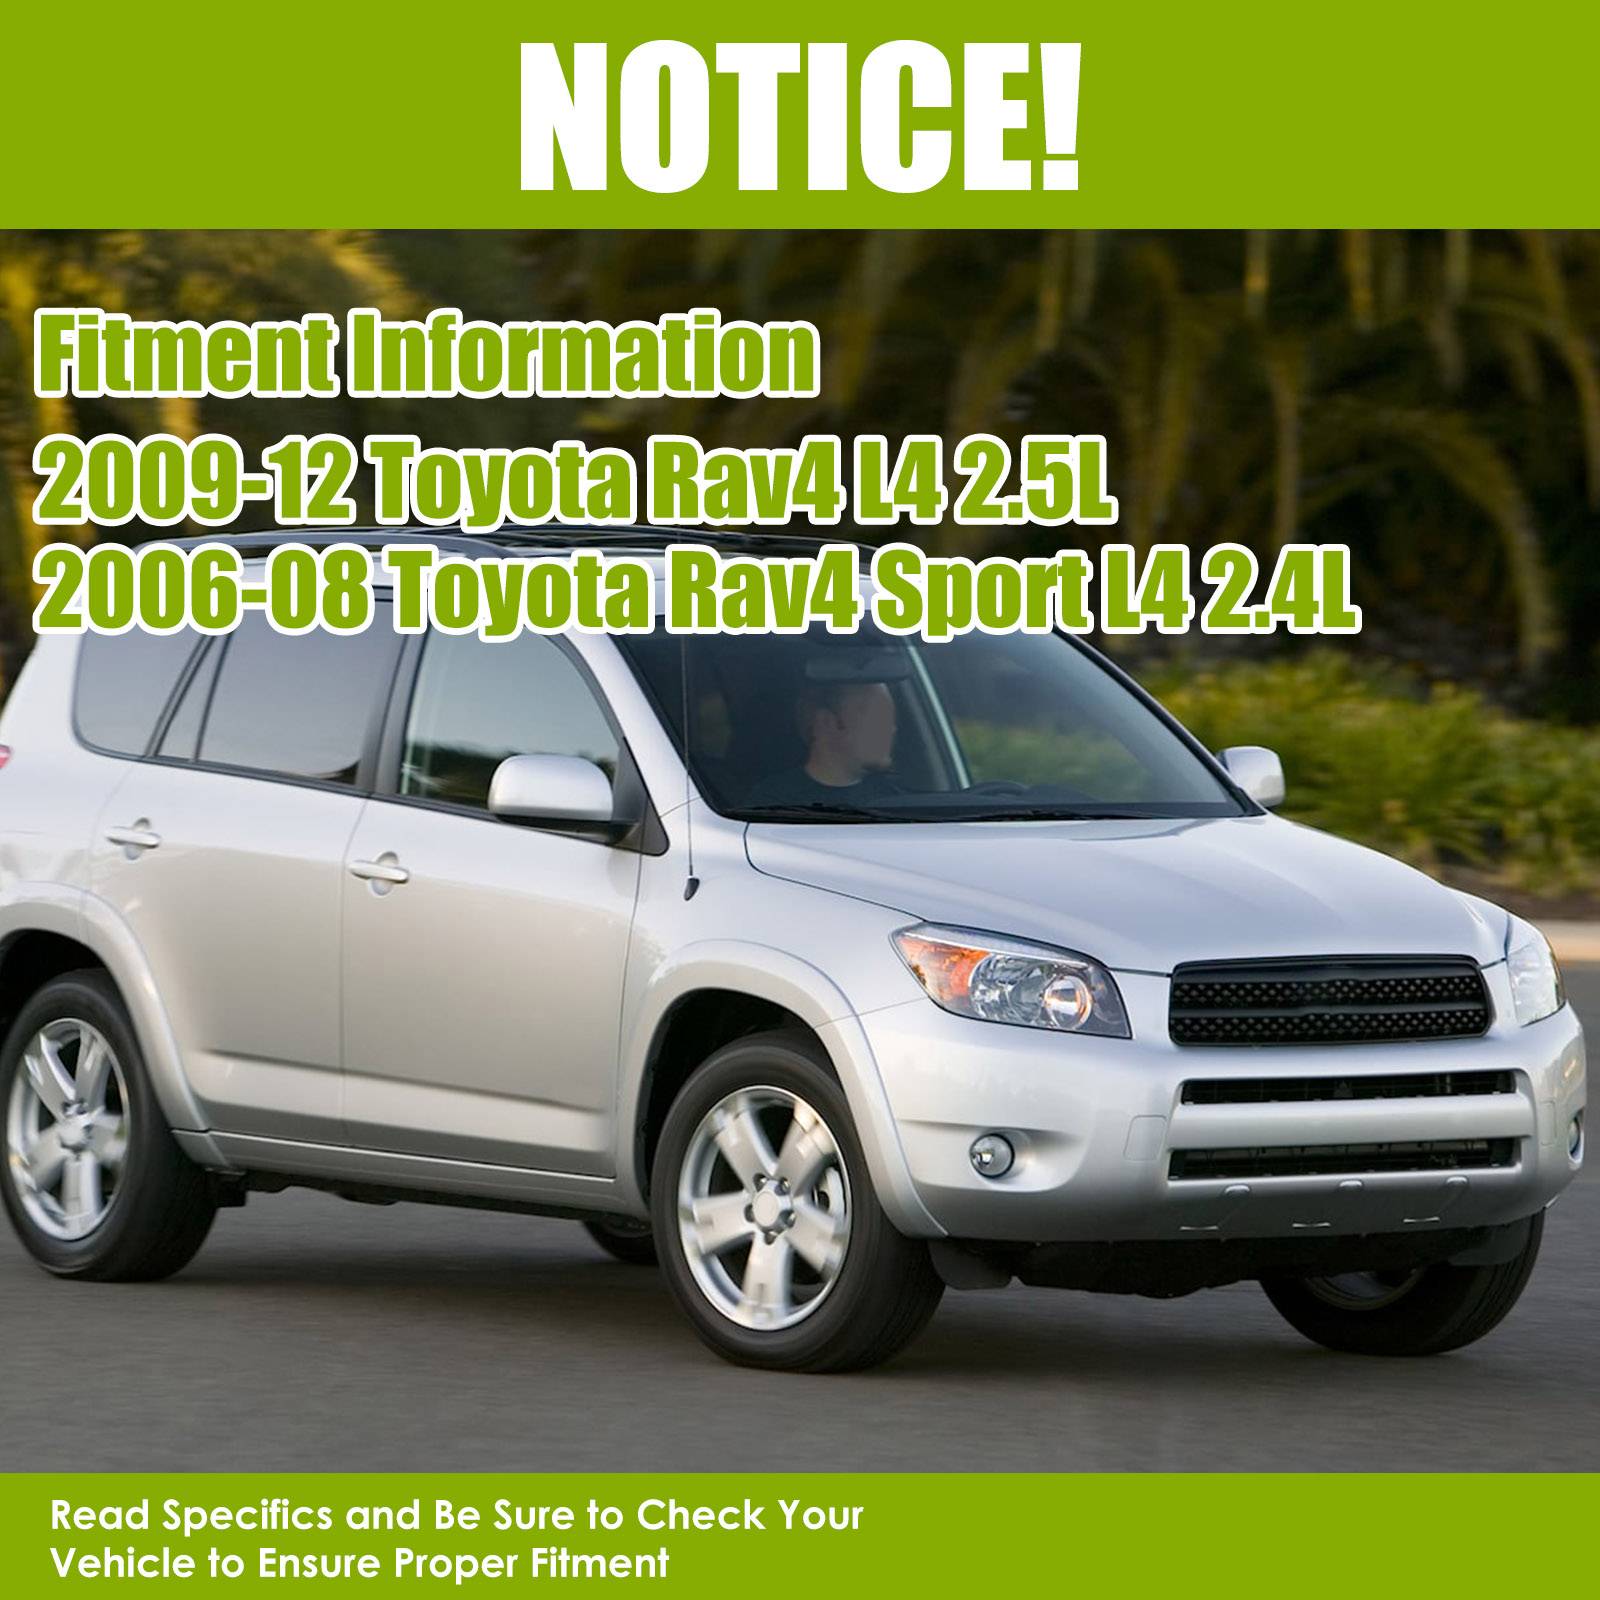 NOTICE!
Fitment Information
2009-12 Toyota Rav4 L4 2.5L
2006-08 Toyota Rav4 Sport L4 2.4L
Read Specifics and Be Sure to Check Your
Vehicle to Ensure Proper Fitment